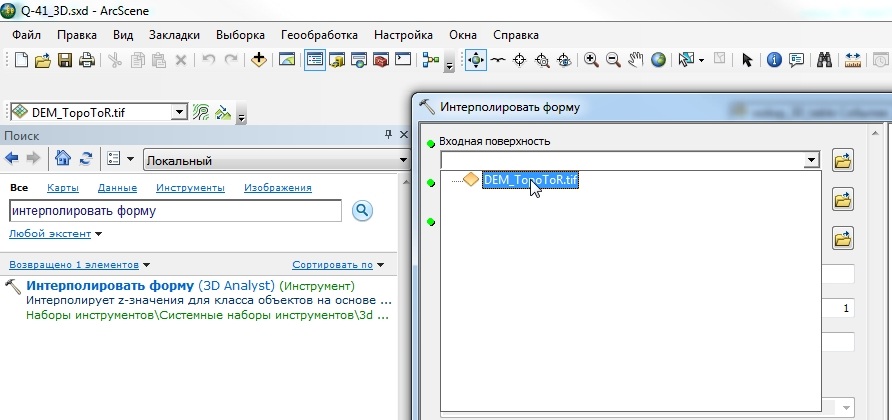 Q-41_3D.sxd - ArcScene
Файл Правка Вид Закладки Выборка Геообработка Настройка Окна Справка
DEM_TopoToR.tif
Поиск
Локальный
Все Карты Данные Инструменты Изображения
интерполировать форму
Любой экстент
Возвращено 1 элементов Сортировать по
Интерполировать форму (3D Analyst) (Инструмент)
Интерполирует z-значения для класса объектов на основе ...
Наборы инструментов\Системные наборы инструментов\3d ...
Интерполировать форму
Входная поверхность
DEM_TopoToR.tif
1